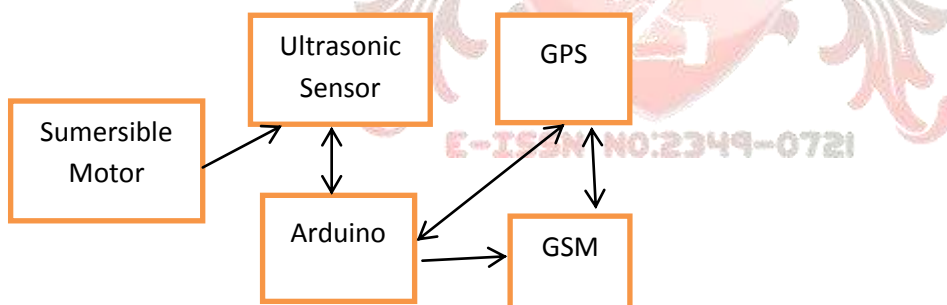 Ultrasonic
Sensor
GPS
Sumersible
Motor
E-ISSN NO:2349-0721
Arduino
GSM